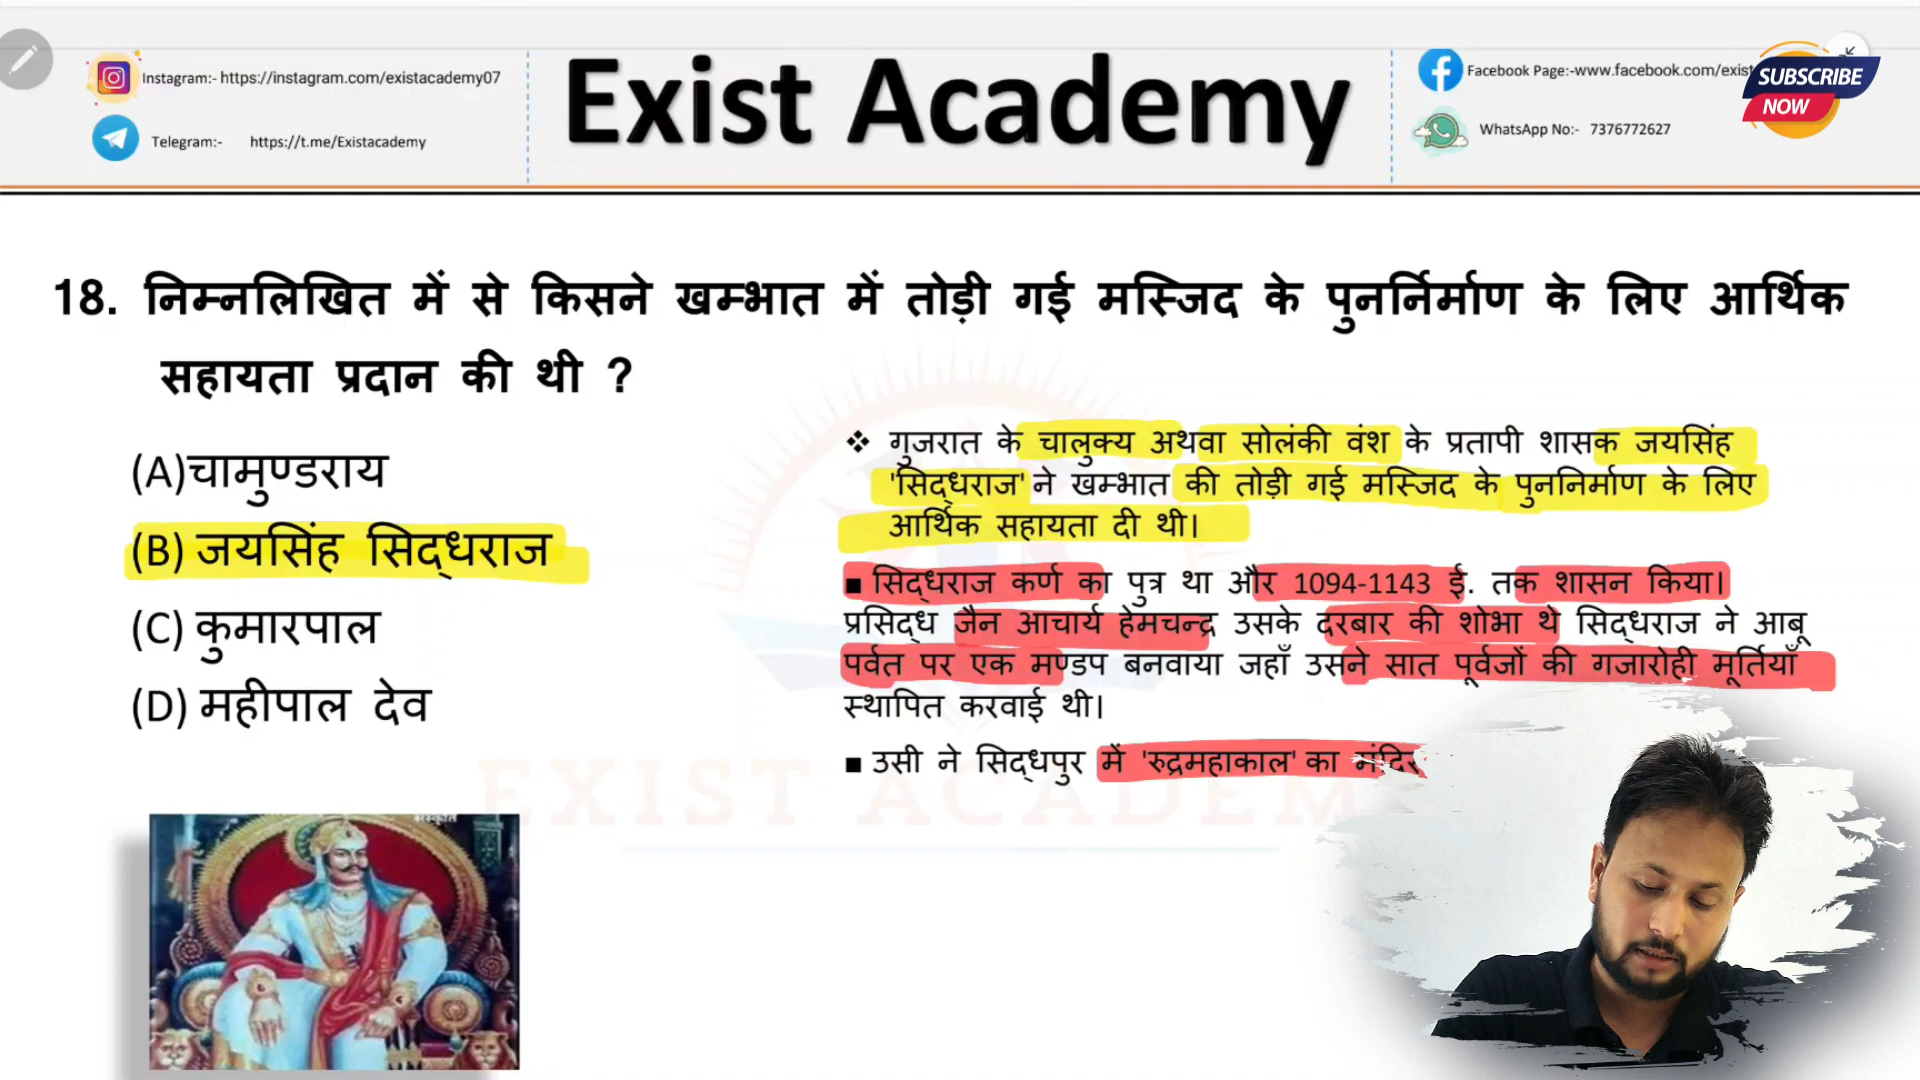 Instagram:- https://instagram.com/existacademy07
Telegram:- https://t.me/Existacademy
Exist Academy
Facebook Page:-www.facebook.com/exist
WhatsApp No:- 7376772627
SUBSCRIBE
NOW
18. निम्नलिखित में से किसने खम्भात में तोड़ी गई मस्जिद के पुनर्निर्माण के लिए आर्थिक
सहायता प्रदान की थी ?
(A)चामुण्डराय
(B) जयसिंह सिद्धराज
(C) कुमारपाल
(D) महीपाल देव
❖ गुजरात के चालुक्य अथवा सोलंकी वंश के प्रतापी शासक जयसिंह
'सिद्धराज' ने खम्भात की तोड़ी गई मस्जिद के पुननिर्माण के लिए
आर्थिक सहायता दी थी।
■ सिद्धराज कर्ण का पुत्र था और 1094-1143 ई. तक शासन किया।
प्रसिद्ध जैन आचार्य हेमचन्द्र उसके दरबार की शोभा थे सिद्धराज ने आबू
पर्वत पर एक मण्डप बनवाया जहाँ उसने सात पूर्वजों की गजारोही मूर्तियाँ
स्थापित करवाई थी।
■ उसी ने सिद्धपुर में 'रुद्रमहाकाल' का मंदिर
EXIST ACADEM